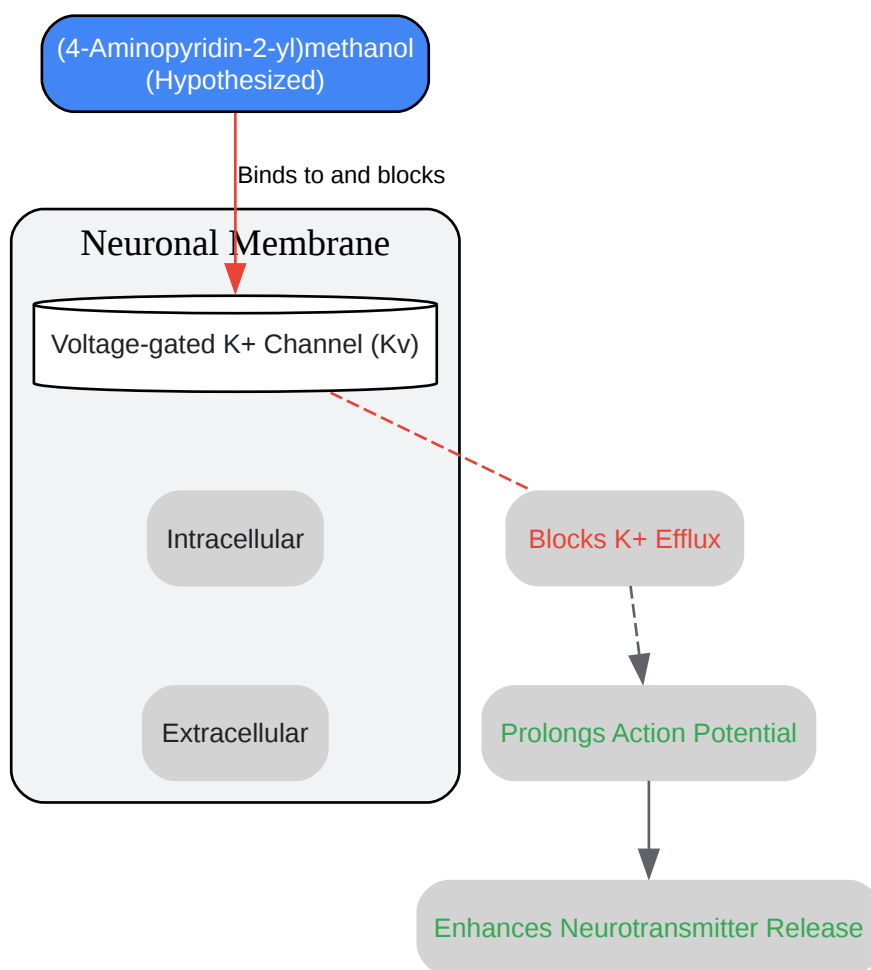 (4-Aminopyridin-2-yl)methanol
(Hypothesized)
Binds to and blocks
Neuronal Membrane
Voltage-gated K+ Channel (Kv)
Intracellular
Blocks K+ Efflux
Extracellular
Prolongs Action Potential
Enhances Neurotransmitter Release